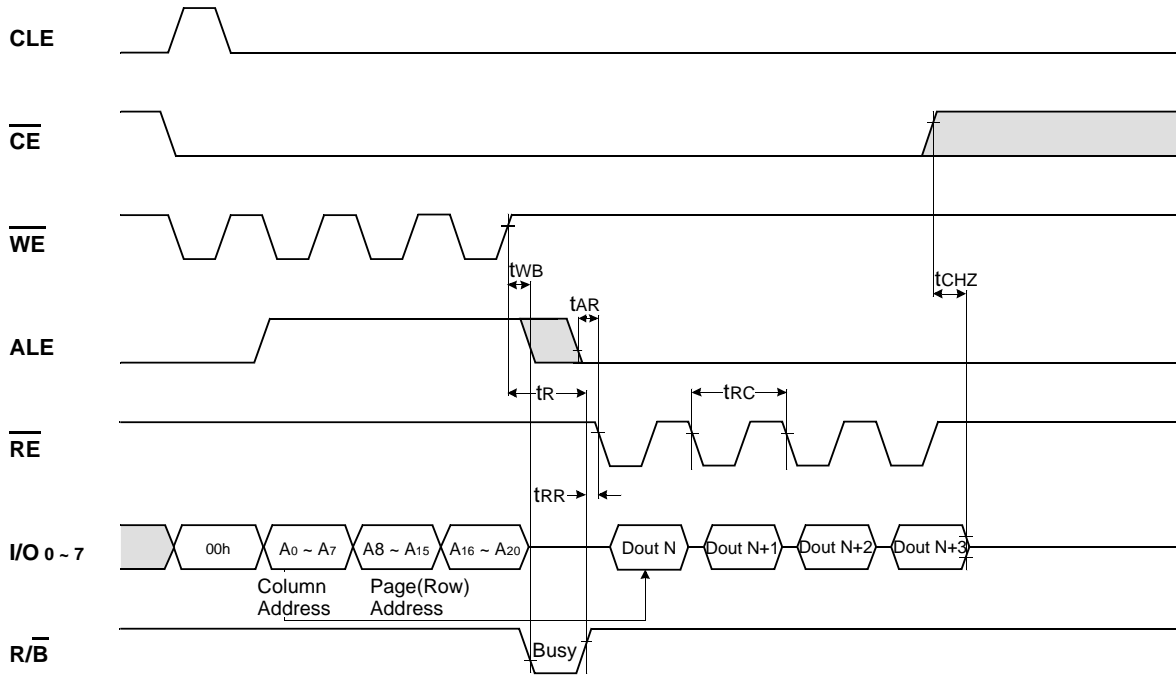 CLE
CE
WE
tWB
tCHZ
tAR
ALE
tR
tRC
RE
tRR
I/O 0 ~ 7
00h
A0 ~ A7
A8 ~ A15
A16 ~ A20
Dout N
Dout N+1
Dout N+2
Dout N+3
Column
Address
Page(Row)
Address
R/B
Busy